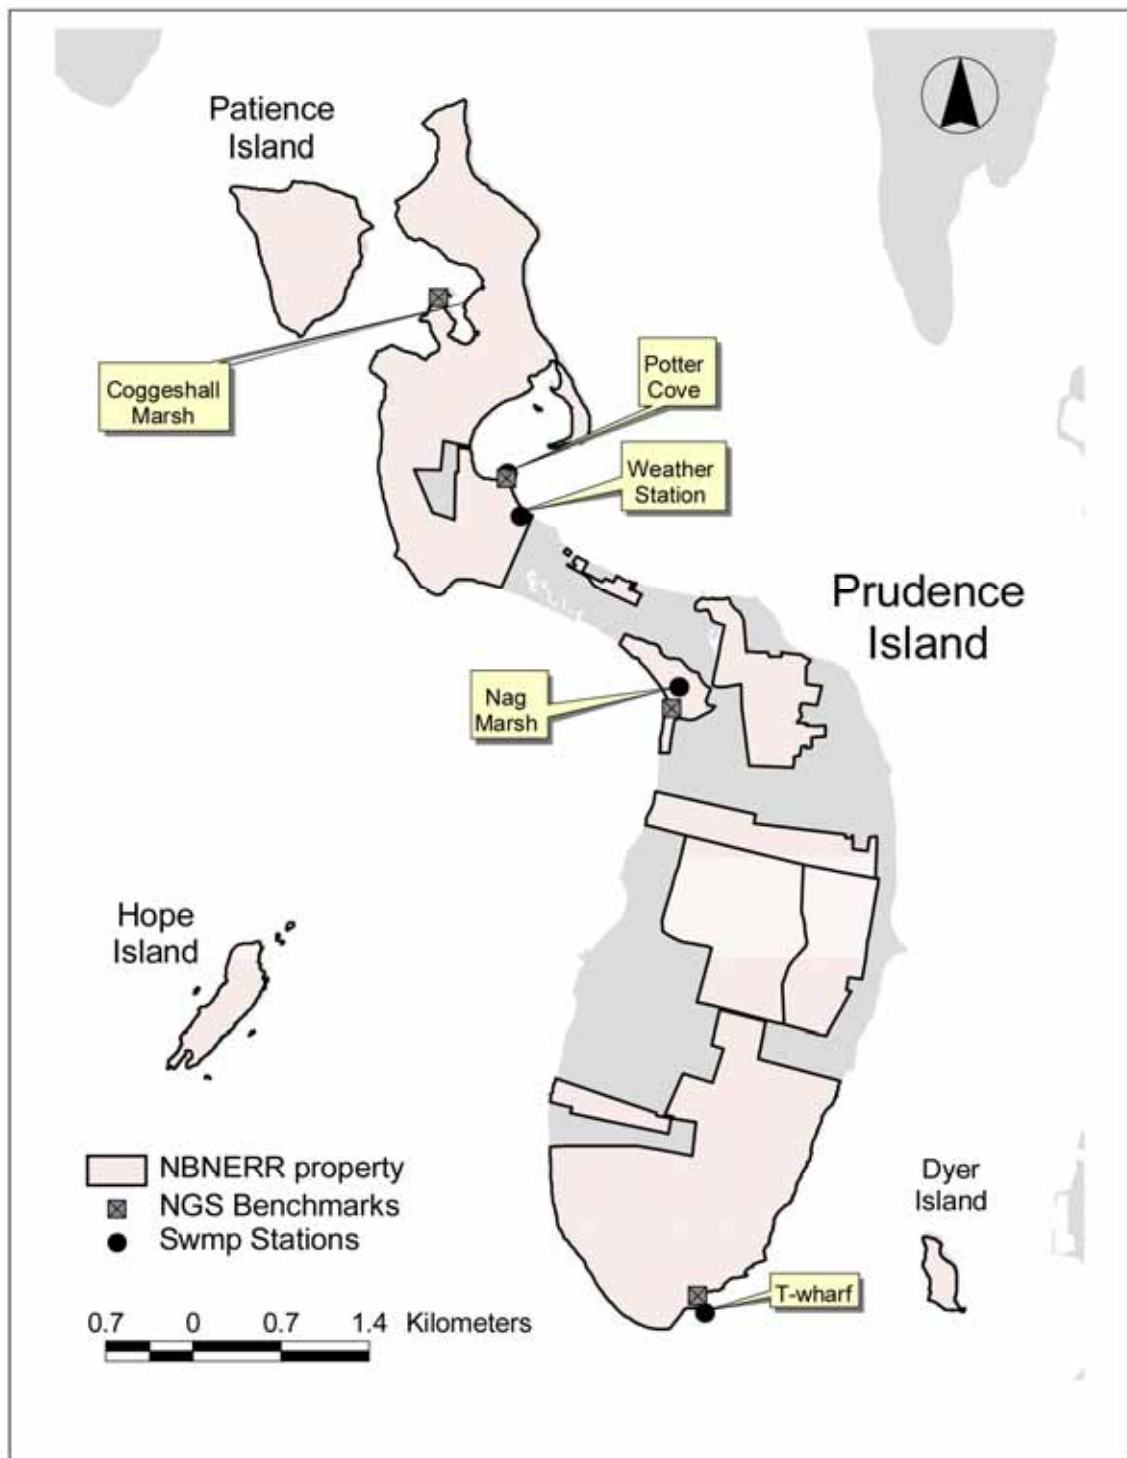 Patience
Island
Coggeshall
Marsh
Potter
Cove
Weather
Station
Prudence
Island
Nag
Marsh
Hope
Island
NBNERR property
NGS Benchmarks
Swmp Stations
Dyer
Island
T-wharf
0.7 0 0.7 1.4 Kilometers